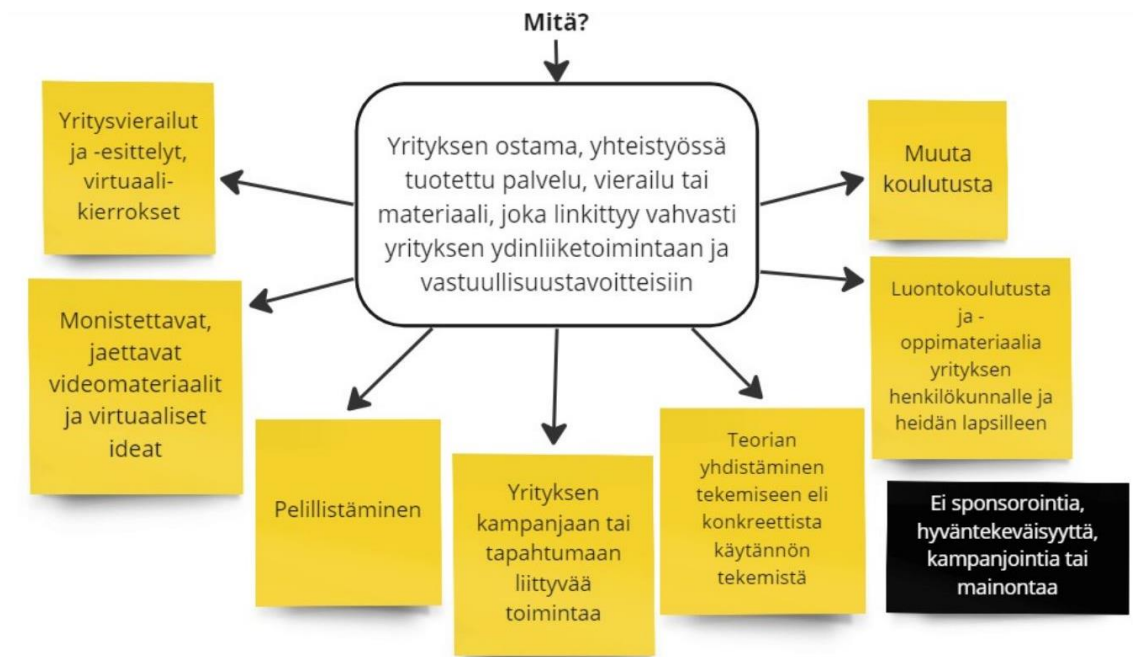 Mitä?
Yrityksen ostama, yhteistyössä
tuotettu palvelu, vierailu tai
materiaali, joka linkittyy vahvasti
yrityksen ydinliiketoimintaan ja
vastuullisuustavoitteisiin
Yritysvierailut
ja -esittelyt,
virtuaali-
kierrokset
Monistettavat,
jaettavat
videomateriaalit
ja virtuaaliset
ideat
Pelillistäminen
Yrityksen
kampanjaan tai
tapahtumaan
liittyvää
toimintaa
Teorian
yhdistäminen
tekemiseen eli
konkreettista
käytännön
tekemistä
Muuta
koulutusta
Luontokoulutusta
ja -
oppimateriaalia
yrityksen
henkilökunnalle ja
heidän lapsilleen
Ei sponsorointia,
hyväntekeväisyyttä,
kampanjointia tai
mainontaa